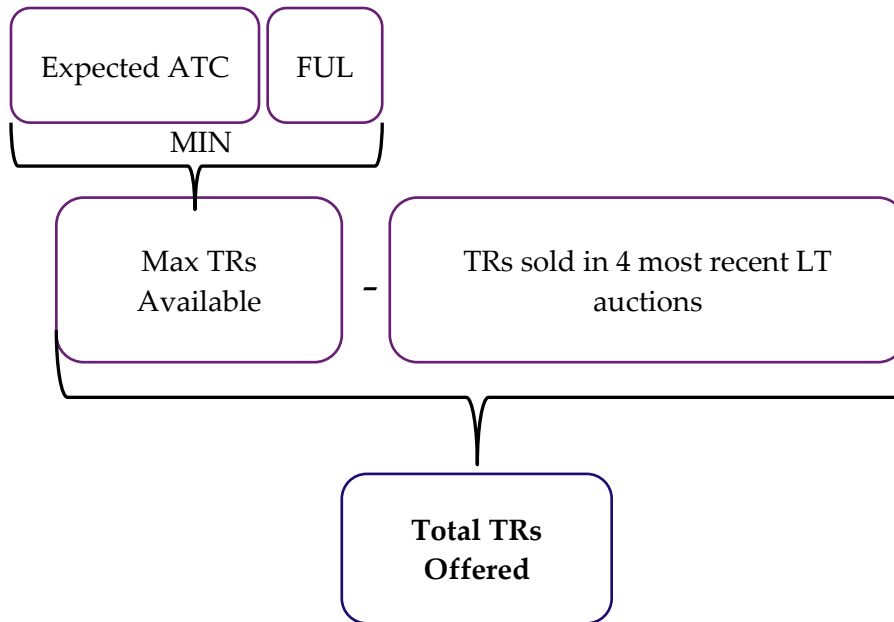 Expected ATC
FUL
MIN
Max TRs
Available
-
TRs sold in 4 most recent LT
auctions
Total TRs
Offered